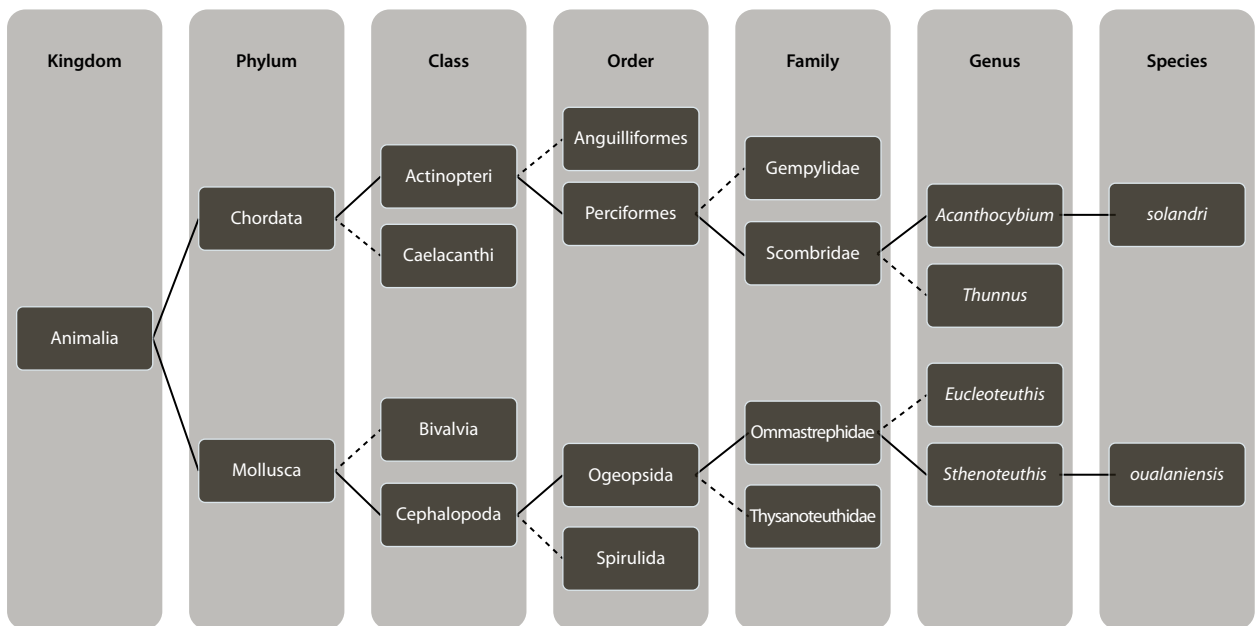 Kingdom
Phylum
Class
Order
Family
Genus
Species
Animalia
Chordata
Mollusca
Actinopteri
Caelacanthi
Bivalvia
Cephalopoda
Anguilliformes
Perciformes
Ogeopsida
Spirulida
Gempylidae
Scombridae
Ommastrephidae
Thysanoteuthidae
Acanthocybium
Thunnus
Eucleoteuthis
Sthenoteuthis
solandri
oualaniensis